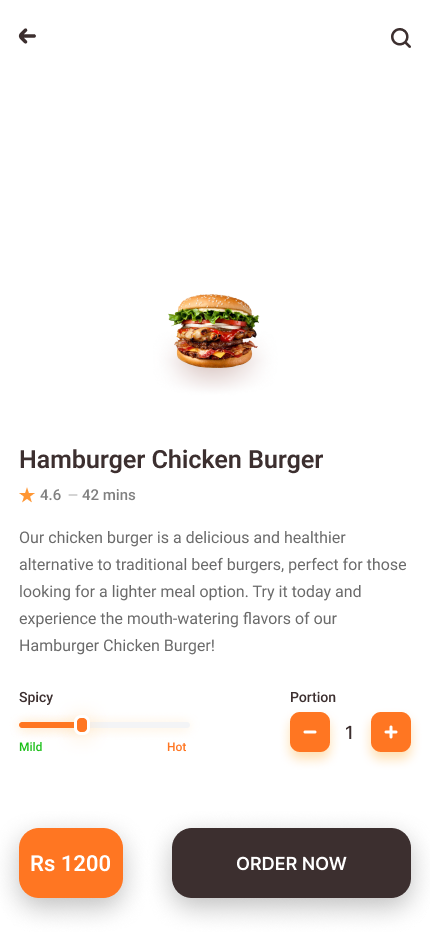 Hamburger Chicken Burger
4.6 — 42 mins
Our chicken burger is a delicious and healthier
alternative to traditional beef burgers, perfect for those
looking for a lighter meal option. Try it today and
experience the mouth-watering flavors of our
Hamburger Chicken Burger!
Spicy
Portion
1
Mild
Hot
Rs 1200
ORDER NOW